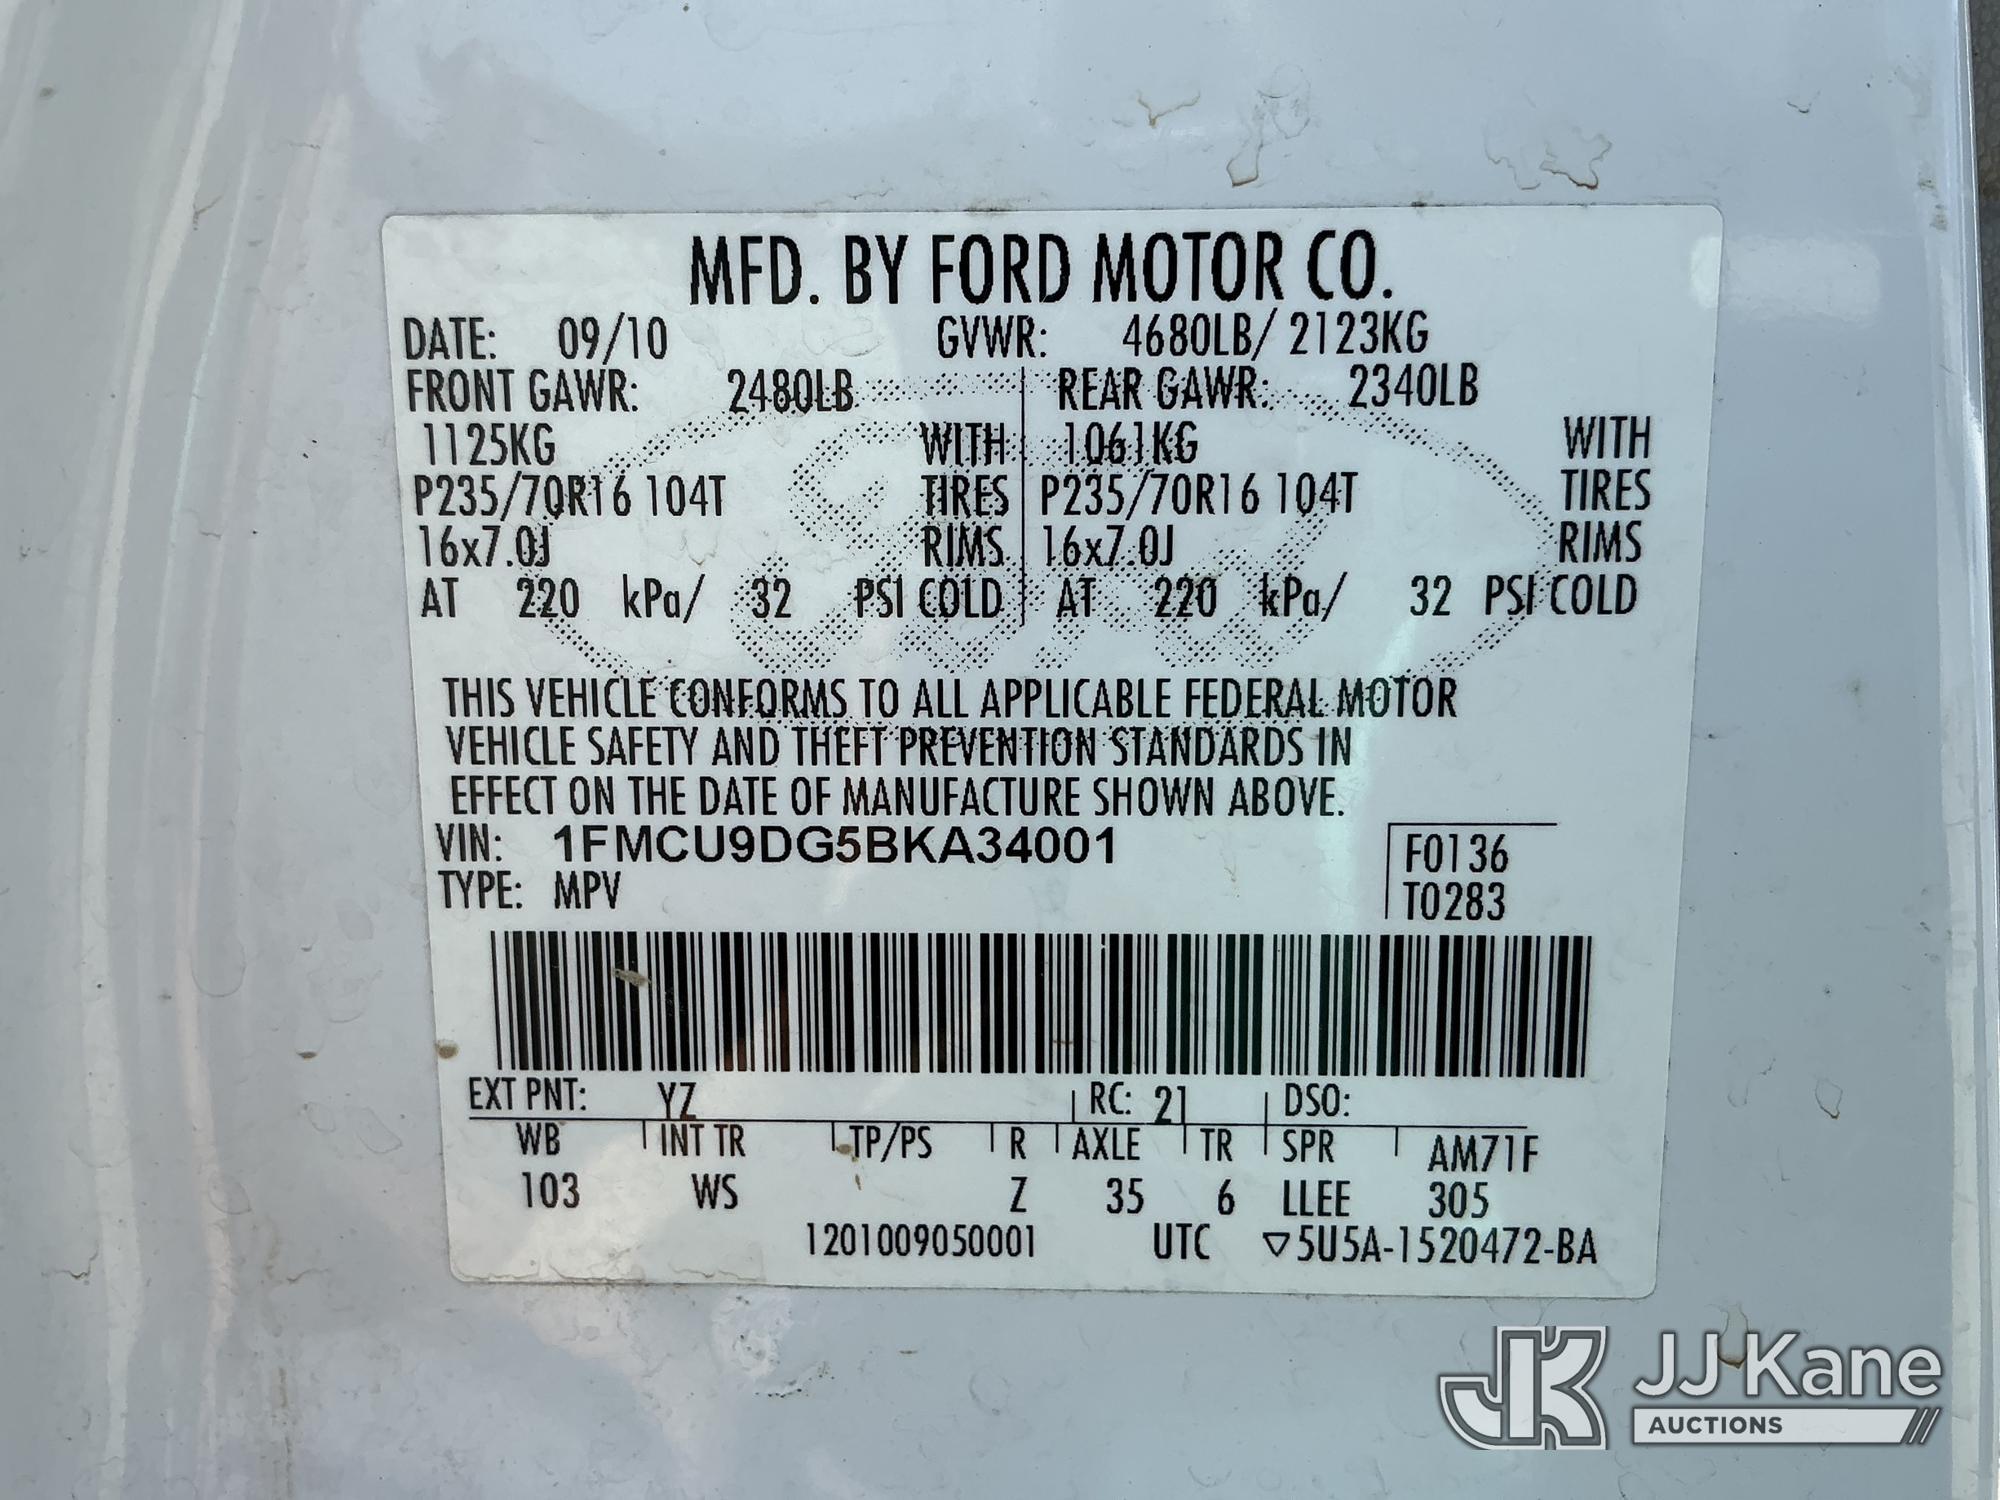 MFD. BY FORD MOTOR CO.
DATE: 09/10 GVWR: 4680LB/ 2123KG
FRONT GAWR: 2480LB REAR GAWR: 2340LB
1125KG WITH 1061KG WITH
P235/70R16 104T TIRES P235/70R16 104T TIRES
16x7.0J RIMS 16x7.0J RIMS
AT 220 kPa/ 32 PSI COLD AT 220 kPa/ 32 PSI COLD
THIS VEHICLE CONFORMS TO ALL APPLICABLE FEDERAL MOTOR
VEHICLE SAFETY AND THEFT PREVENTION STANDARDS IN
EFFECT ON THE DATE OF MANUFACTURE SHOWN ABOVE.
VIN: 1FMCU9DG5BKA34001 F0136
TYPE: MPV T0283
EXT PNT: YZ RC: 21 DSO:
WB INT TR TP/PS R AXLE TR SPR AM71F
103 WS Z 35 6 LLEE 305
1201009050001 UTC ▽5U5A-1520472-BA
JK JJ Kane
AUCTIONS